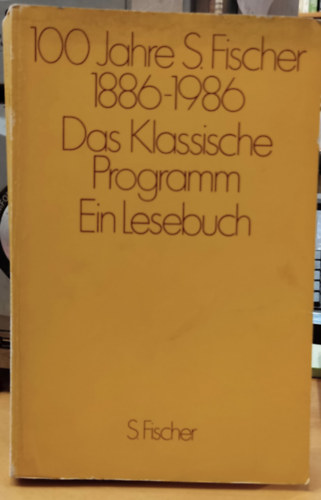 100 Jahre S. Fischer
1886-1986
Das Klassische
Programm
Ein Lesebuch
S. Fischer